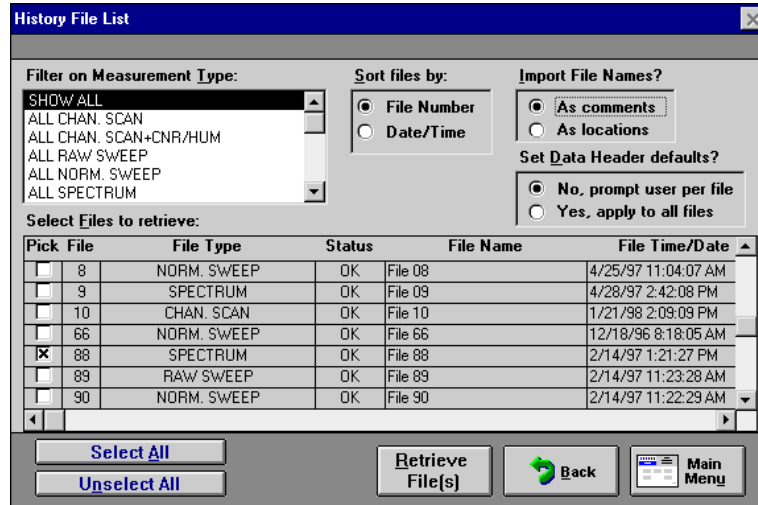 History File List
Filter on Measurement Type:
SHOW ALL
ALL CHAN. SCAN
ALL CHAN. SCAN+CNR/HUM
ALL RAW SWEEP
ALL NORM. SWEEP
ALL SPECTRUM
Sort files by:
File Number
Date/Time
Import File Names?
As comments
As locations
Set Data Header defaults?
No, prompt user per file
Yes, apply to all files
Select Files to retrieve:
Pick File File Type Status File Name File Time/Date
8 NORM. SWEEP OK File 08 4/25/97 11:04:07 AM
9 SPECTRUM OK File 09 4/28/97 2:42:08 PM
10 CHAN. SCAN OK File 10 1/21/98 2:09:09 PM
66 NORM. SWEEP OK File 66 12/18/96 8:18:05 AM
88 SPECTRUM OK File 88 2/14/97 1:21:27 PM
89 RAW SWEEP OK File 89 2/14/97 11:23:28 AM
90 NORM. SWEEP OK File 90 2/14/97 11:22:29 AM
Select All
Unselect All
Retrieve
File(s)
Back
Main
Menu